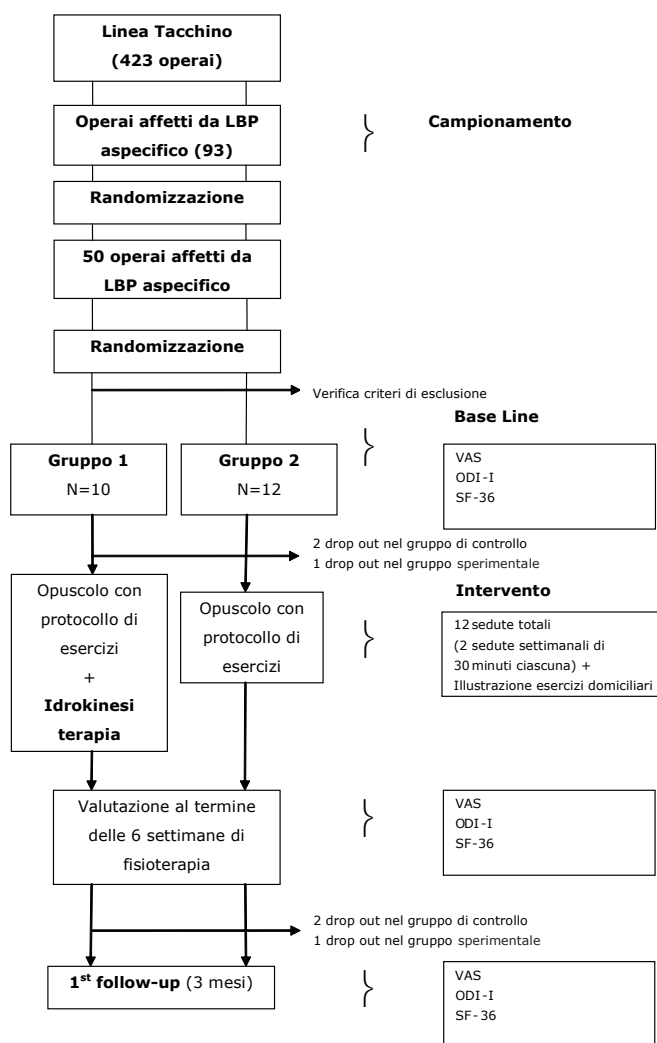 Linea Tacchino
(423 operai)
Operai affetti da LBP
aspecifico (93)
Campionamento
Randomizzazione
50 operai affetti da
LBP aspecifico
Randomizzazione
Verifica criteri di esclusione
Base Line
Gruppo 1
N=10
Gruppo 2
N=12
VAS
ODI-I
SF-36
2 drop out nel gruppo di controllo
1 drop out nel gruppo sperimentale
Intervento
Opuscolo con
protocollo di
esercizi
+
Idrokinesi
terapia
Opuscolo con
protocollo di
esercizi
12 sedute totali
(2 sedute settimanali di
30 minuti ciascuna) +
Illustrazione esercizi domiciliari
Valutazione al termine
delle 6 settimane di
fisioterapia
VAS
ODI-I
SF-36
2 drop out nel gruppo di controllo
1 drop out nel gruppo sperimentale
1st follow-up (3 mesi)
VAS
ODI-I
SF-36